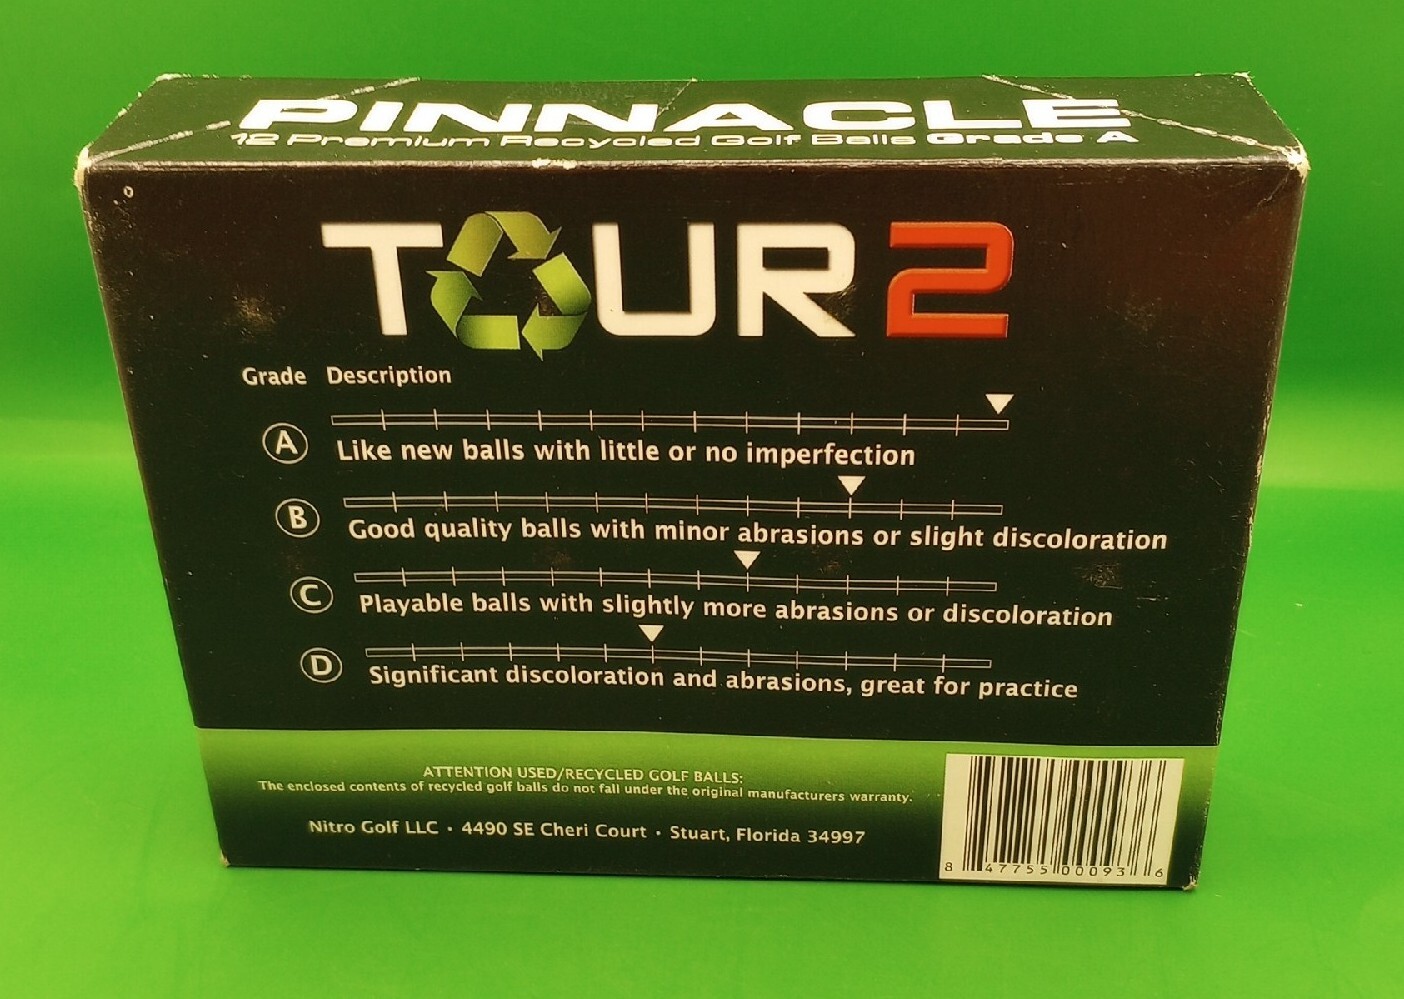 PINNACLE
12 Premium Recycled Golf Balls Grade A
TOUR 2
Grade Description
A
Like new balls with little or no imperfection
B
Good quality balls with minor abrasions or slight discoloration
C
Playable balls with slightly more abrasions or discoloration
D
Significant discoloration and abrasions, great for practice
ATTENTION USED/RECYCLED GOLF BALLS:
The enclosed contents of recycled golf balls do not fall under the original manufacturers warranty.
Nitro Golf LLC • 4490 SE Cheri Court • Stuart, Florida 34997
8 47755 00093 6